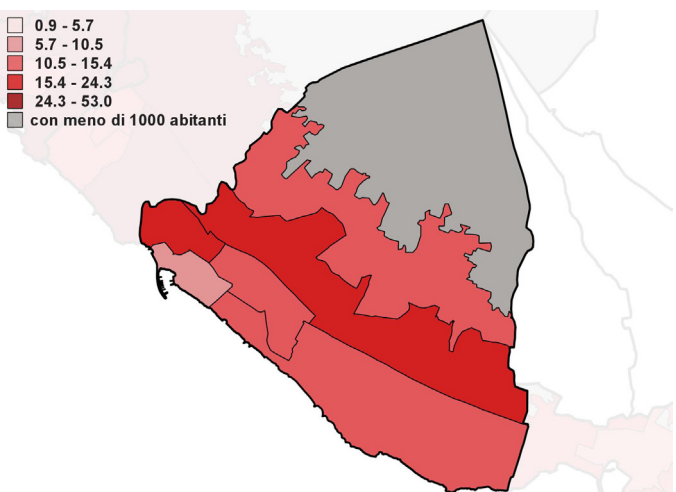 0.9 - 5.7
5.7 - 10.5
10.5 - 15.4
15.4 - 24.3
24.3 - 53.0
con meno di 1000 abitanti